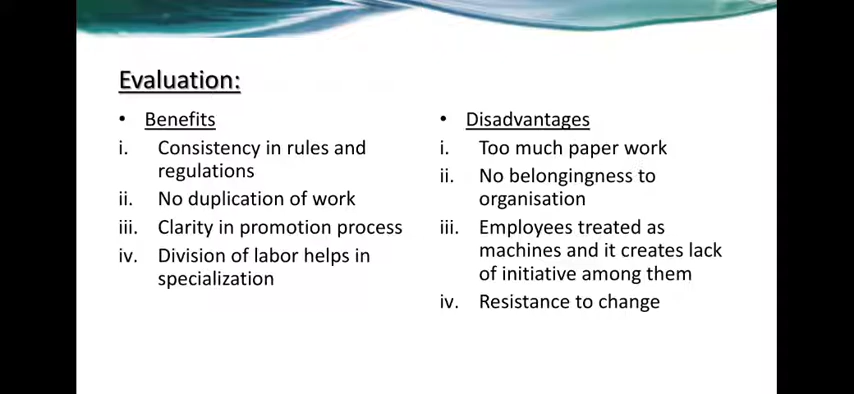 Evaluation:
• Benefits
i. Consistency in rules and
regulations
ii. No duplication of work
iii. Clarity in promotion process
iv. Division of labor helps in
specialization
• Disadvantages
i. Too much paper work
ii. No belongingness to
organisation
iii. Employees treated as
machines and it creates lack
of initiative among them
iv. Resistance to change